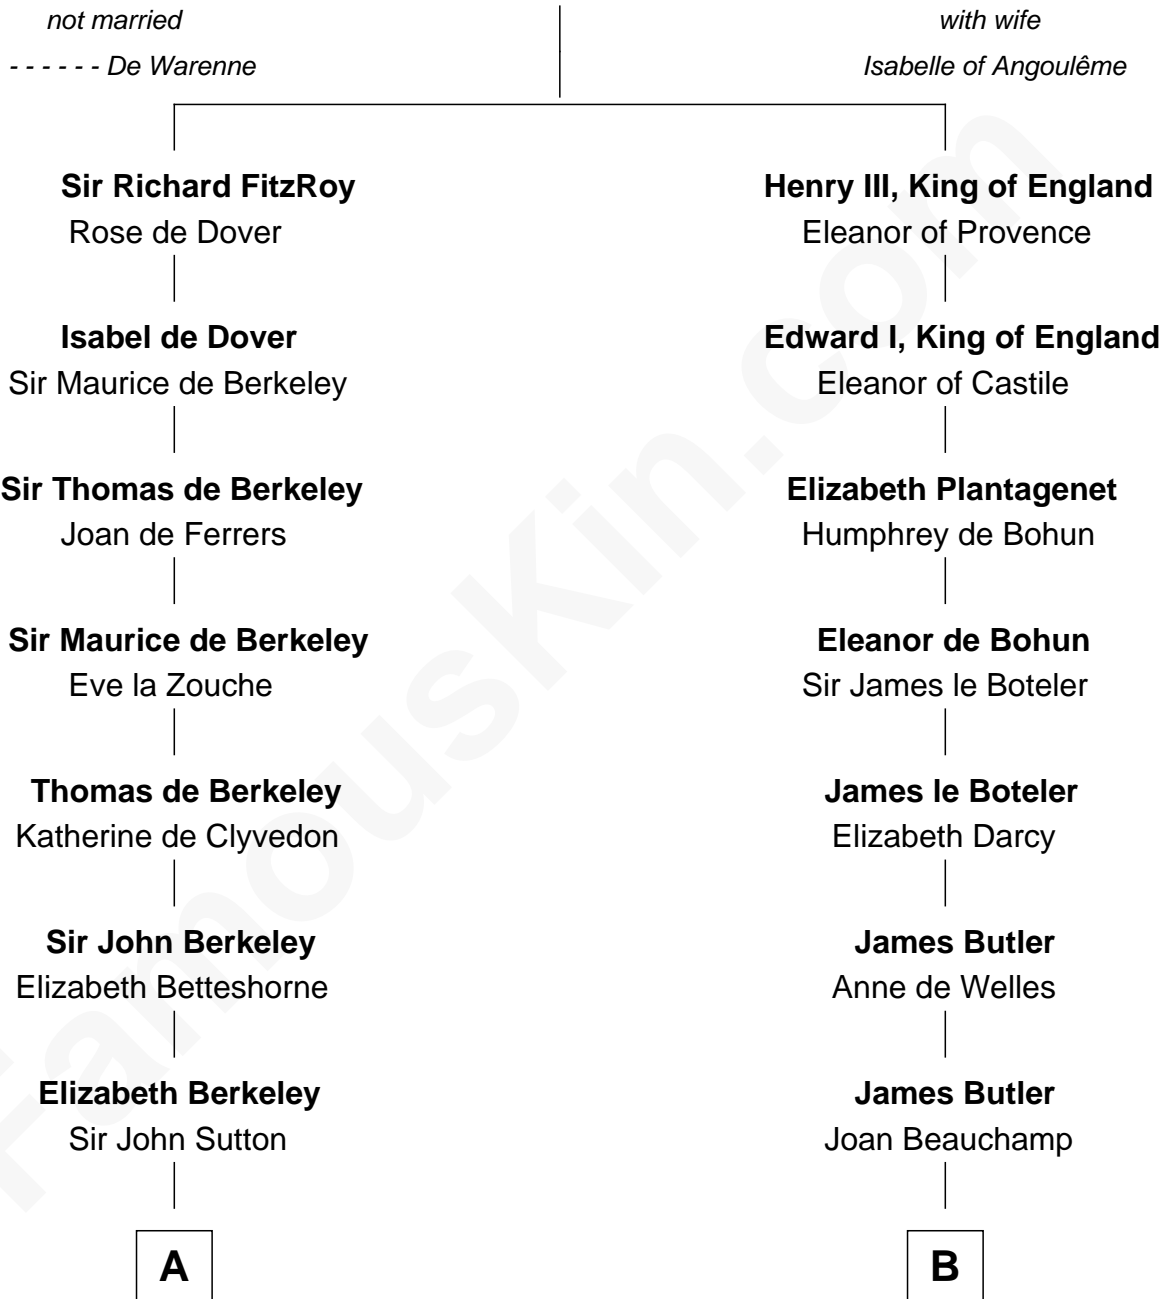 not married
with wife
- - - - - - De Warenne
Isabelle of Angoulême
Sir Richard FitzRoy
Rose de Dover
Henry III, King of England
Eleanor of Provence
Isabel de Dover
Sir Maurice de Berkeley
Edward I, King of England
Eleanor of Castile
Sir Thomas de Berkeley
Joan de Ferrers
Elizabeth Plantagenet
Humphrey de Bohun
Sir Maurice de Berkeley
Eve la Zouche
Eleanor de Bohun
Sir James le Boteler
Thomas de Berkeley
Katherine de Clyvedon
James le Boteler
Elizabeth Darcy
Sir John Berkeley
Elizabeth Betteshorne
James Butler
Anne de Welles
Elizabeth Berkeley
Sir John Sutton
James Butler
Joan Beauchamp
A
B
FamousKin.com